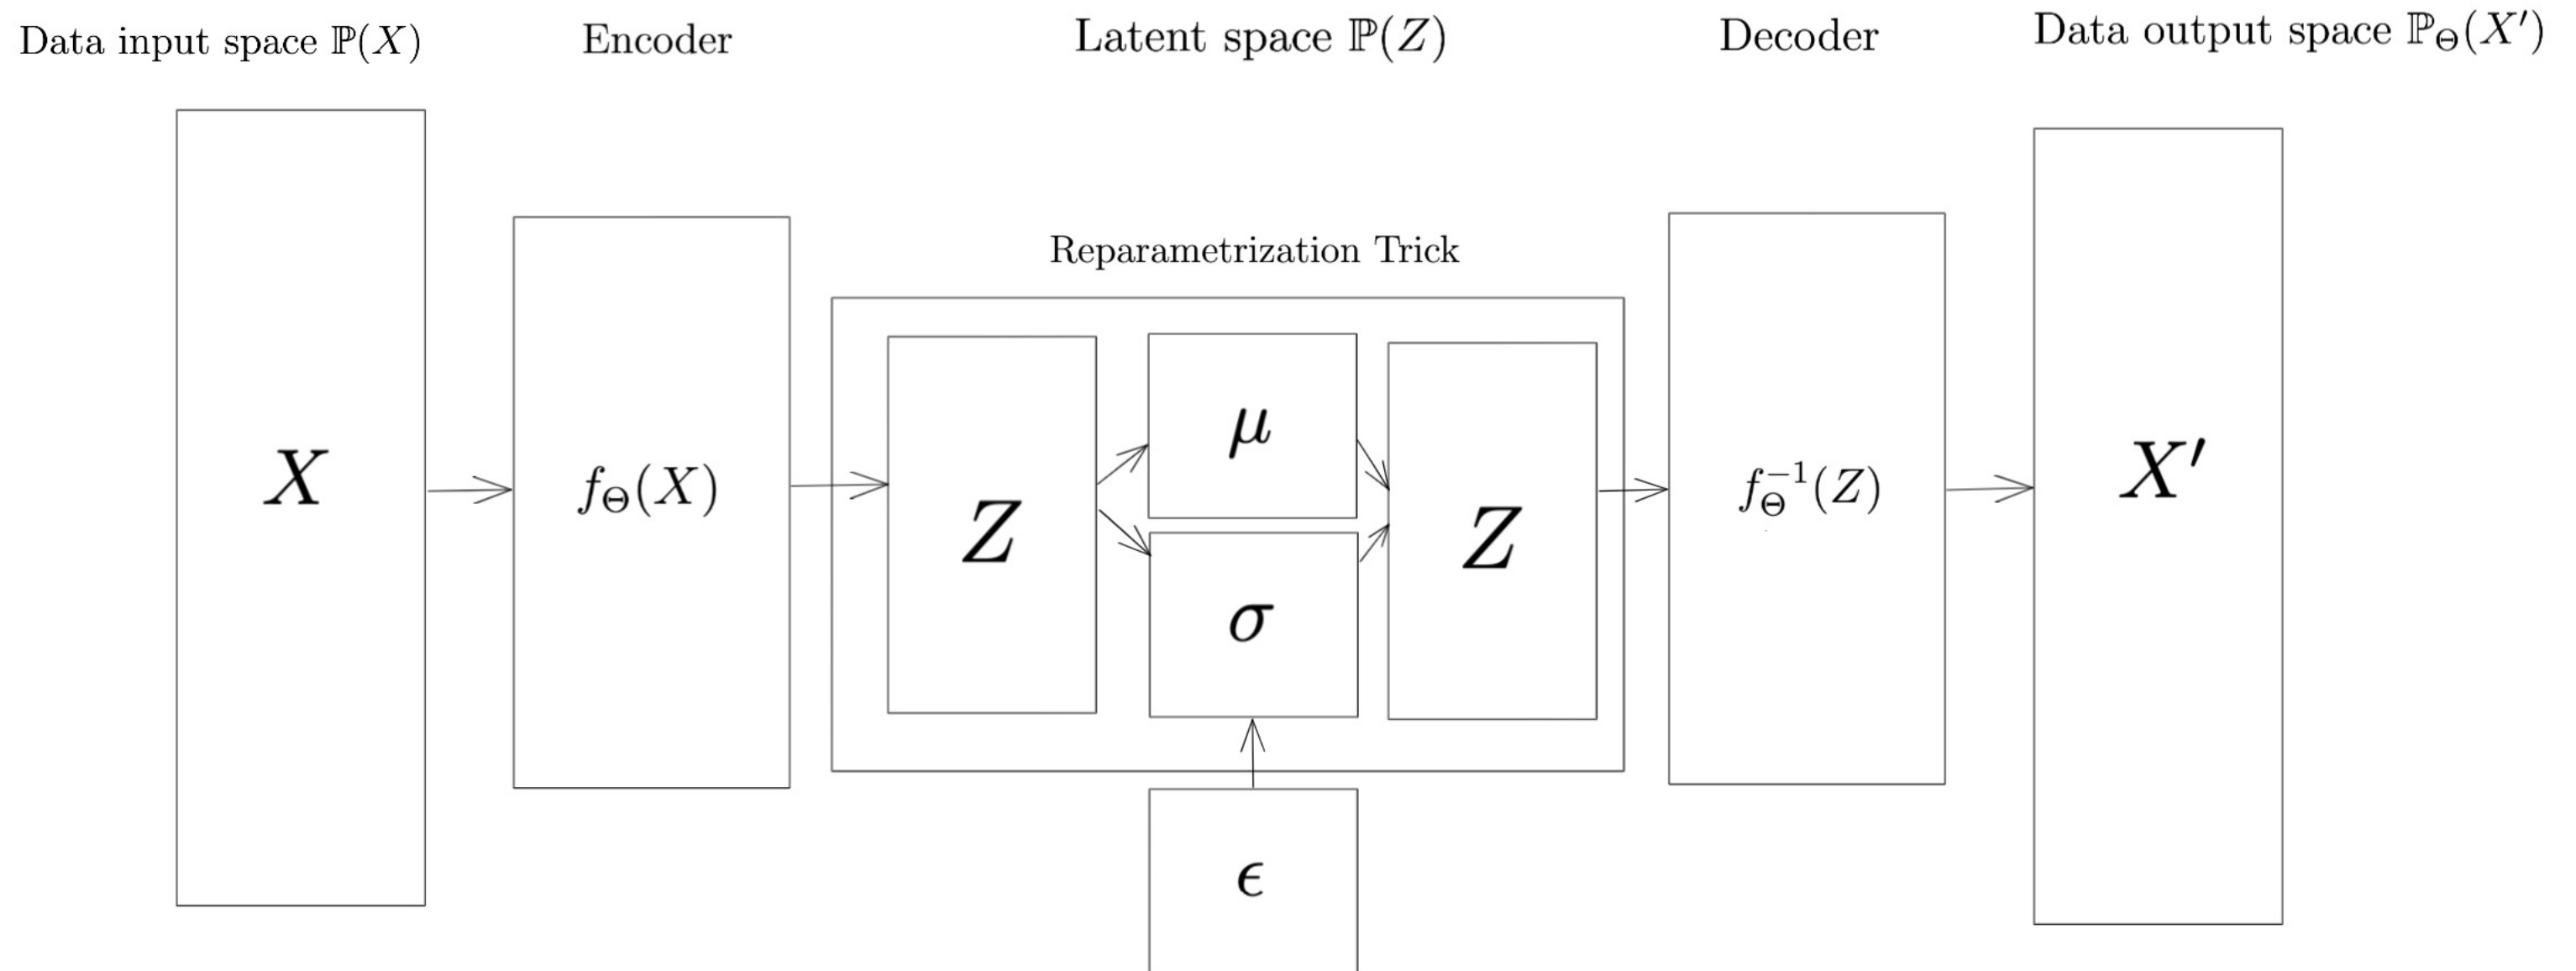 Data input space ℙ(X)
Encoder
Latent space ℙ(Z)
Decoder
Data output space ℙ_Θ(X′)
Reparametrization Trick
X
f_Θ(X)
Z
μ
σ
Z
f_Θ^{-1}(Z)
X′
ϵ